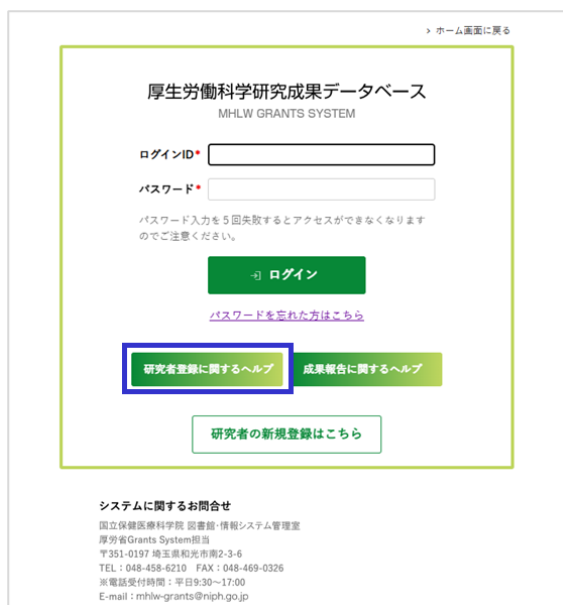 › ホーム画面に戻る
厚生労働科学研究成果データベース
MHLW GRANTS SYSTEM
ログインID*
パスワード*
パスワード入力を5回失敗するとアクセスができなくなります
のでご注意ください。
ログイン
パスワードを忘れた方はこちら
研究者登録に関するヘルプ 成果報告に関するヘルプ
研究者の新規登録はこちら
システムに関するお問合せ
国立保健医療科学院 図書館・情報システム管理室
厚労省Grants System担当
〒351-0197 埼玉県和光市南2-3-6
TEL：048-458-6210 FAX：048-469-0326
※電話受付時間：平日9:30～17:00
E-mail：mhlw-grants@niph.go.jp